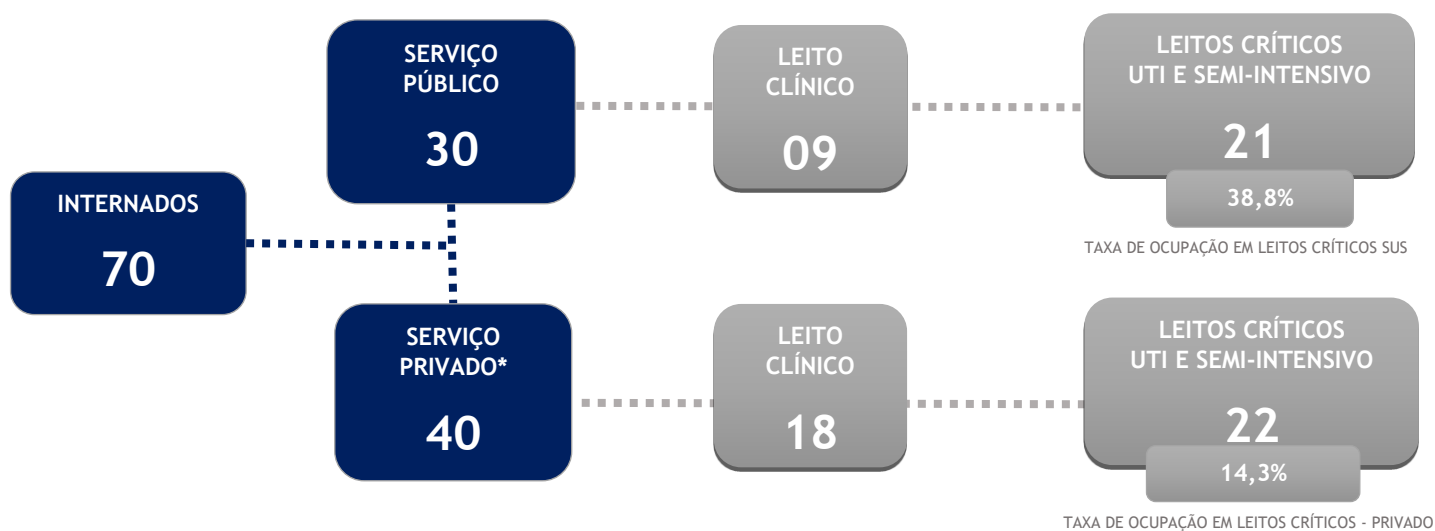 INTERNADOS
70
SERVIÇO
PÚBLICO
30
LEITO
CLÍNICO
09
LEITOS CRÍTICOS
UTI E SEMI-INTENSIVO
21
38,8%
TAXA DE OCUPAÇÃO EM LEITOS CRÍTICOS SUS
SERVIÇO
PRIVADO*
40
LEITO
CLÍNICO
18
LEITOS CRÍTICOS
UTI E SEMI-INTENSIVO
22
14,3%
TAXA DE OCUPAÇÃO EM LEITOS CRÍTICOS - PRIVADO